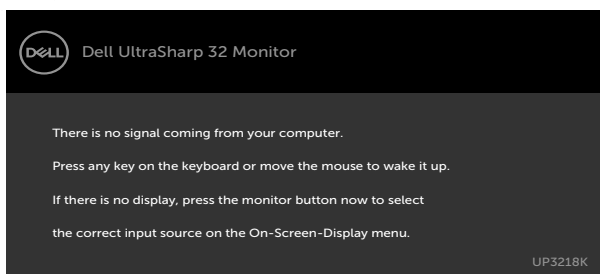 DELL
Dell UltraSharp 32 Monitor
There is no signal coming from your computer.
Press any key on the keyboard or move the mouse to wake it up.
If there is no display, press the monitor button now to select
the correct input source on the On-Screen-Display menu.
UP3218K